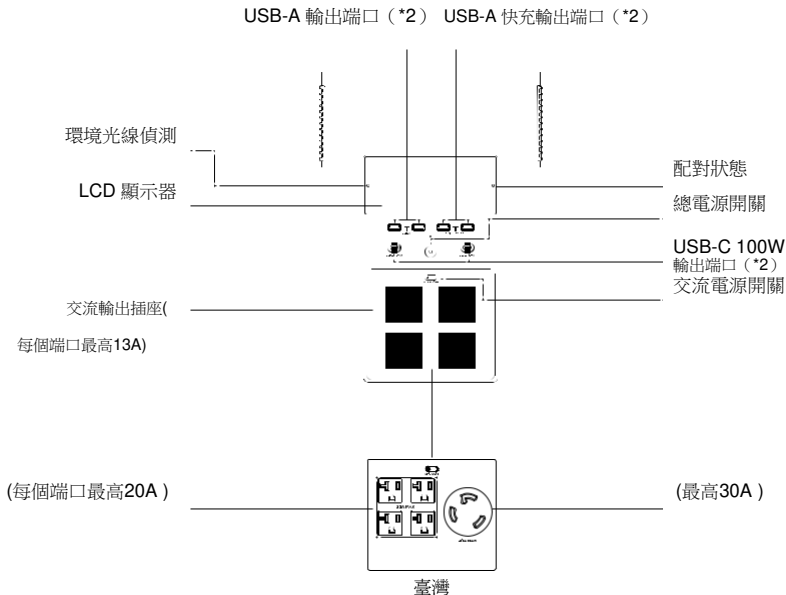 USB-A 輸出端口（*2） USB-A 快充輸出端口（*2）
環境光線偵測
LCD 顯示器
配對狀態
總電源開關
USB-C 100W
輸出端口（*2）
交流電源開關
交流輸出插座(
每個端口最高13A)
(每個端口最高20A )
(最高30A )
臺灣